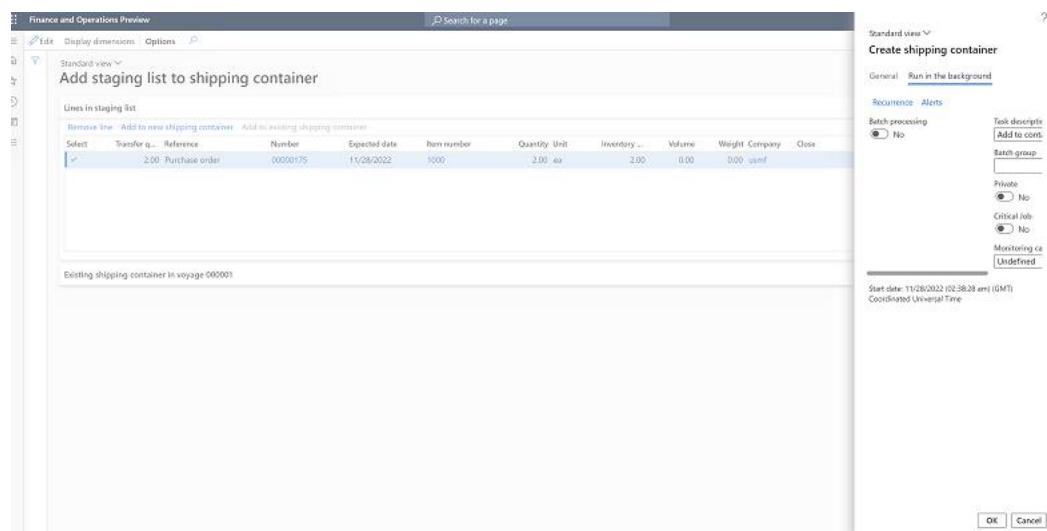 Finance and Operations Preview
Search for a page
?
Edit Display dimensions Options
Standard view
Add staging list to shipping container
Lines in staging list
Remove line Add to new shipping container Add to existing shipping container
Select Transfer q... Reference Number Expected date Item number Quantity Unit Inventory ... Volume Weight Company Close
2.00 Purchase order 00000175 11/28/2022 1000 2.00 ea 2.00 0.00 0.00 usmf
Existing shipping container in voyage 000001
Standard view
Create shipping container
General Run in the background
Recurrence Alerts
Batch processing
No
Task descriptic
Add to cont
Batch group
Private
No
Critical Job
No
Monitoring ca
Undefined
Start date: 11/28/2022 (02:38:28 am) (GMT)
Coordinated Universal Time
OK Cancel